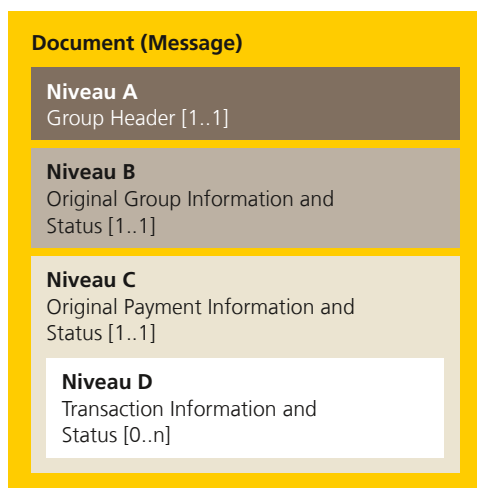 Document (Message)
Niveau A
Group Header [1..1]
Niveau B
Original Group Information and
Status [1..1]
Niveau C
Original Payment Information and
Status [1..1]
Niveau D
Transaction Information and
Status [0..n]